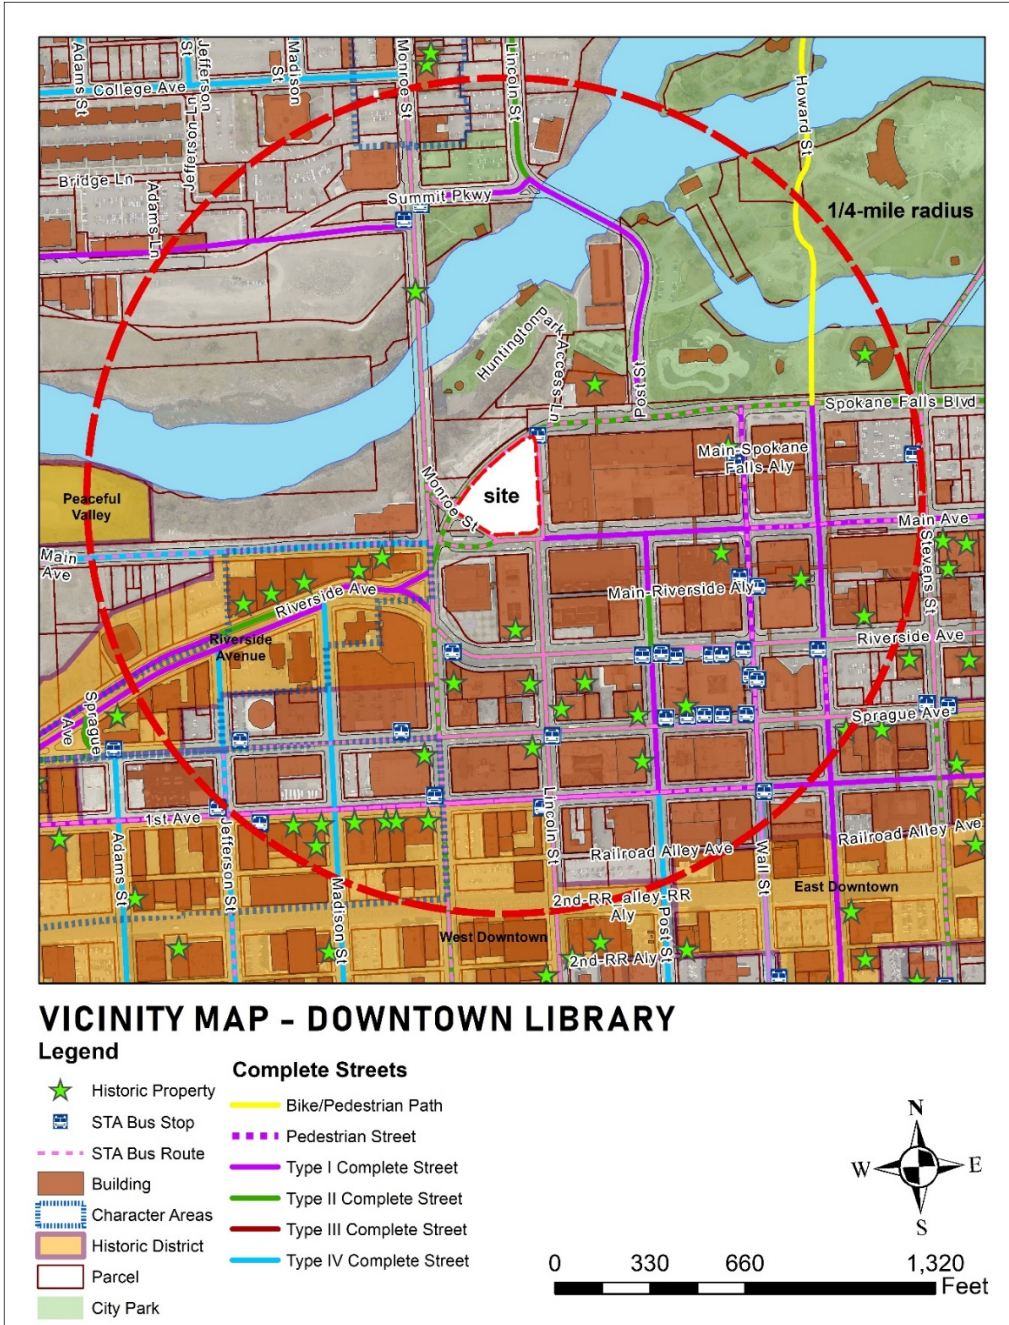 Adams St
College Ave
Jefferson St
Jefferson Ln
Madison St
Monroe St
Lincoln St
Howard St
Bridge Ln
Adams Ln
Summit Pkwy
1/4-mile radius
Huntington Park Access Ln
Post St
Spokane Falls Blvd
Main-Spokane
Falls Aly
Peaceful
Valley
Monroe St
site
Main
Ave
Main Ave
Stevens St
Main-Riverside Aly
Riverside Ave
Riverside
Avenue
Riverside Ave
Sprague
Ave
Sprague Ave
1st Ave
Adams St
Jefferson St
Madison St
Lincoln St
Railroad Alley Ave
Post St
Wall St
Railroad Alley Ave
East Downtown
2nd-RR_alley-RR
Aly
West Downtown
2nd-RR Aly
VICINITY MAP - DOWNTOWN LIBRARY
Legend
Historic Property
STA Bus Stop
STA Bus Route
Building
Character Areas
Historic District
Parcel
City Park
Complete Streets
Bike/Pedestrian Path
Pedestrian Street
Type I Complete Street
Type II Complete Street
Type III Complete Street
Type IV Complete Street
N
W
E
S
0 330 660 1,320
Feet